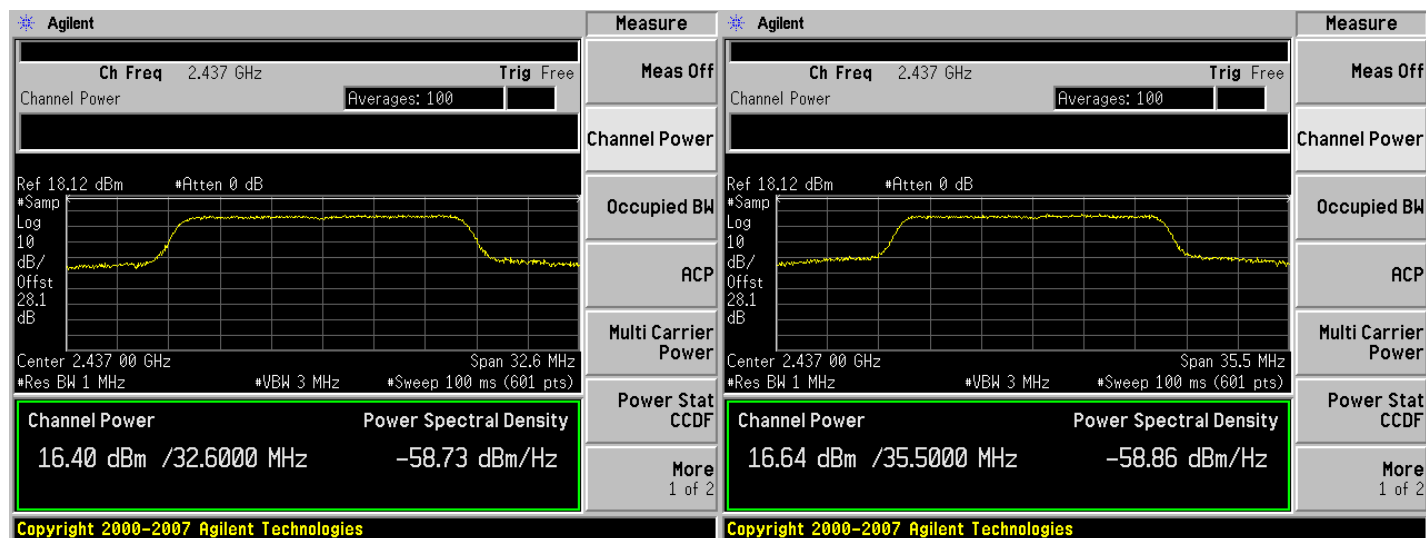 Agilent
Measure
Ch Freq 2.437 GHz
Trig Free
Meas Off
Channel Power
Averages: 100
Channel Power
Ref 18.12 dBm
#Atten 0 dB
#Samp
Log
10
dB/
Offst
28.1
dB
Occupied BW
ACP
Multi Carrier
Power
Center 2.437 00 GHz
Span 32.6 MHz
#Res BW 1 MHz
#VBW 3 MHz
#Sweep 100 ms (601 pts)
Power Stat
CCDF
Channel Power
Power Spectral Density
16.40 dBm /32.6000 MHz
-58.73 dBm/Hz
More
1 of 2
Copyright 2000-2007 Agilent Technologies
Agilent
Measure
Ch Freq 2.437 GHz
Trig Free
Meas Off
Channel Power
Averages: 100
Channel Power
Ref 18.12 dBm
#Atten 0 dB
#Samp
Log
10
dB/
Offst
28.1
dB
Occupied BW
ACP
Multi Carrier
Power
Center 2.437 00 GHz
Span 35.5 MHz
#Res BW 1 MHz
#VBW 3 MHz
#Sweep 100 ms (601 pts)
Power Stat
CCDF
Channel Power
Power Spectral Density
16.64 dBm /35.5000 MHz
-58.86 dBm/Hz
More
1 of 2
Copyright 2000-2007 Agilent Technologies